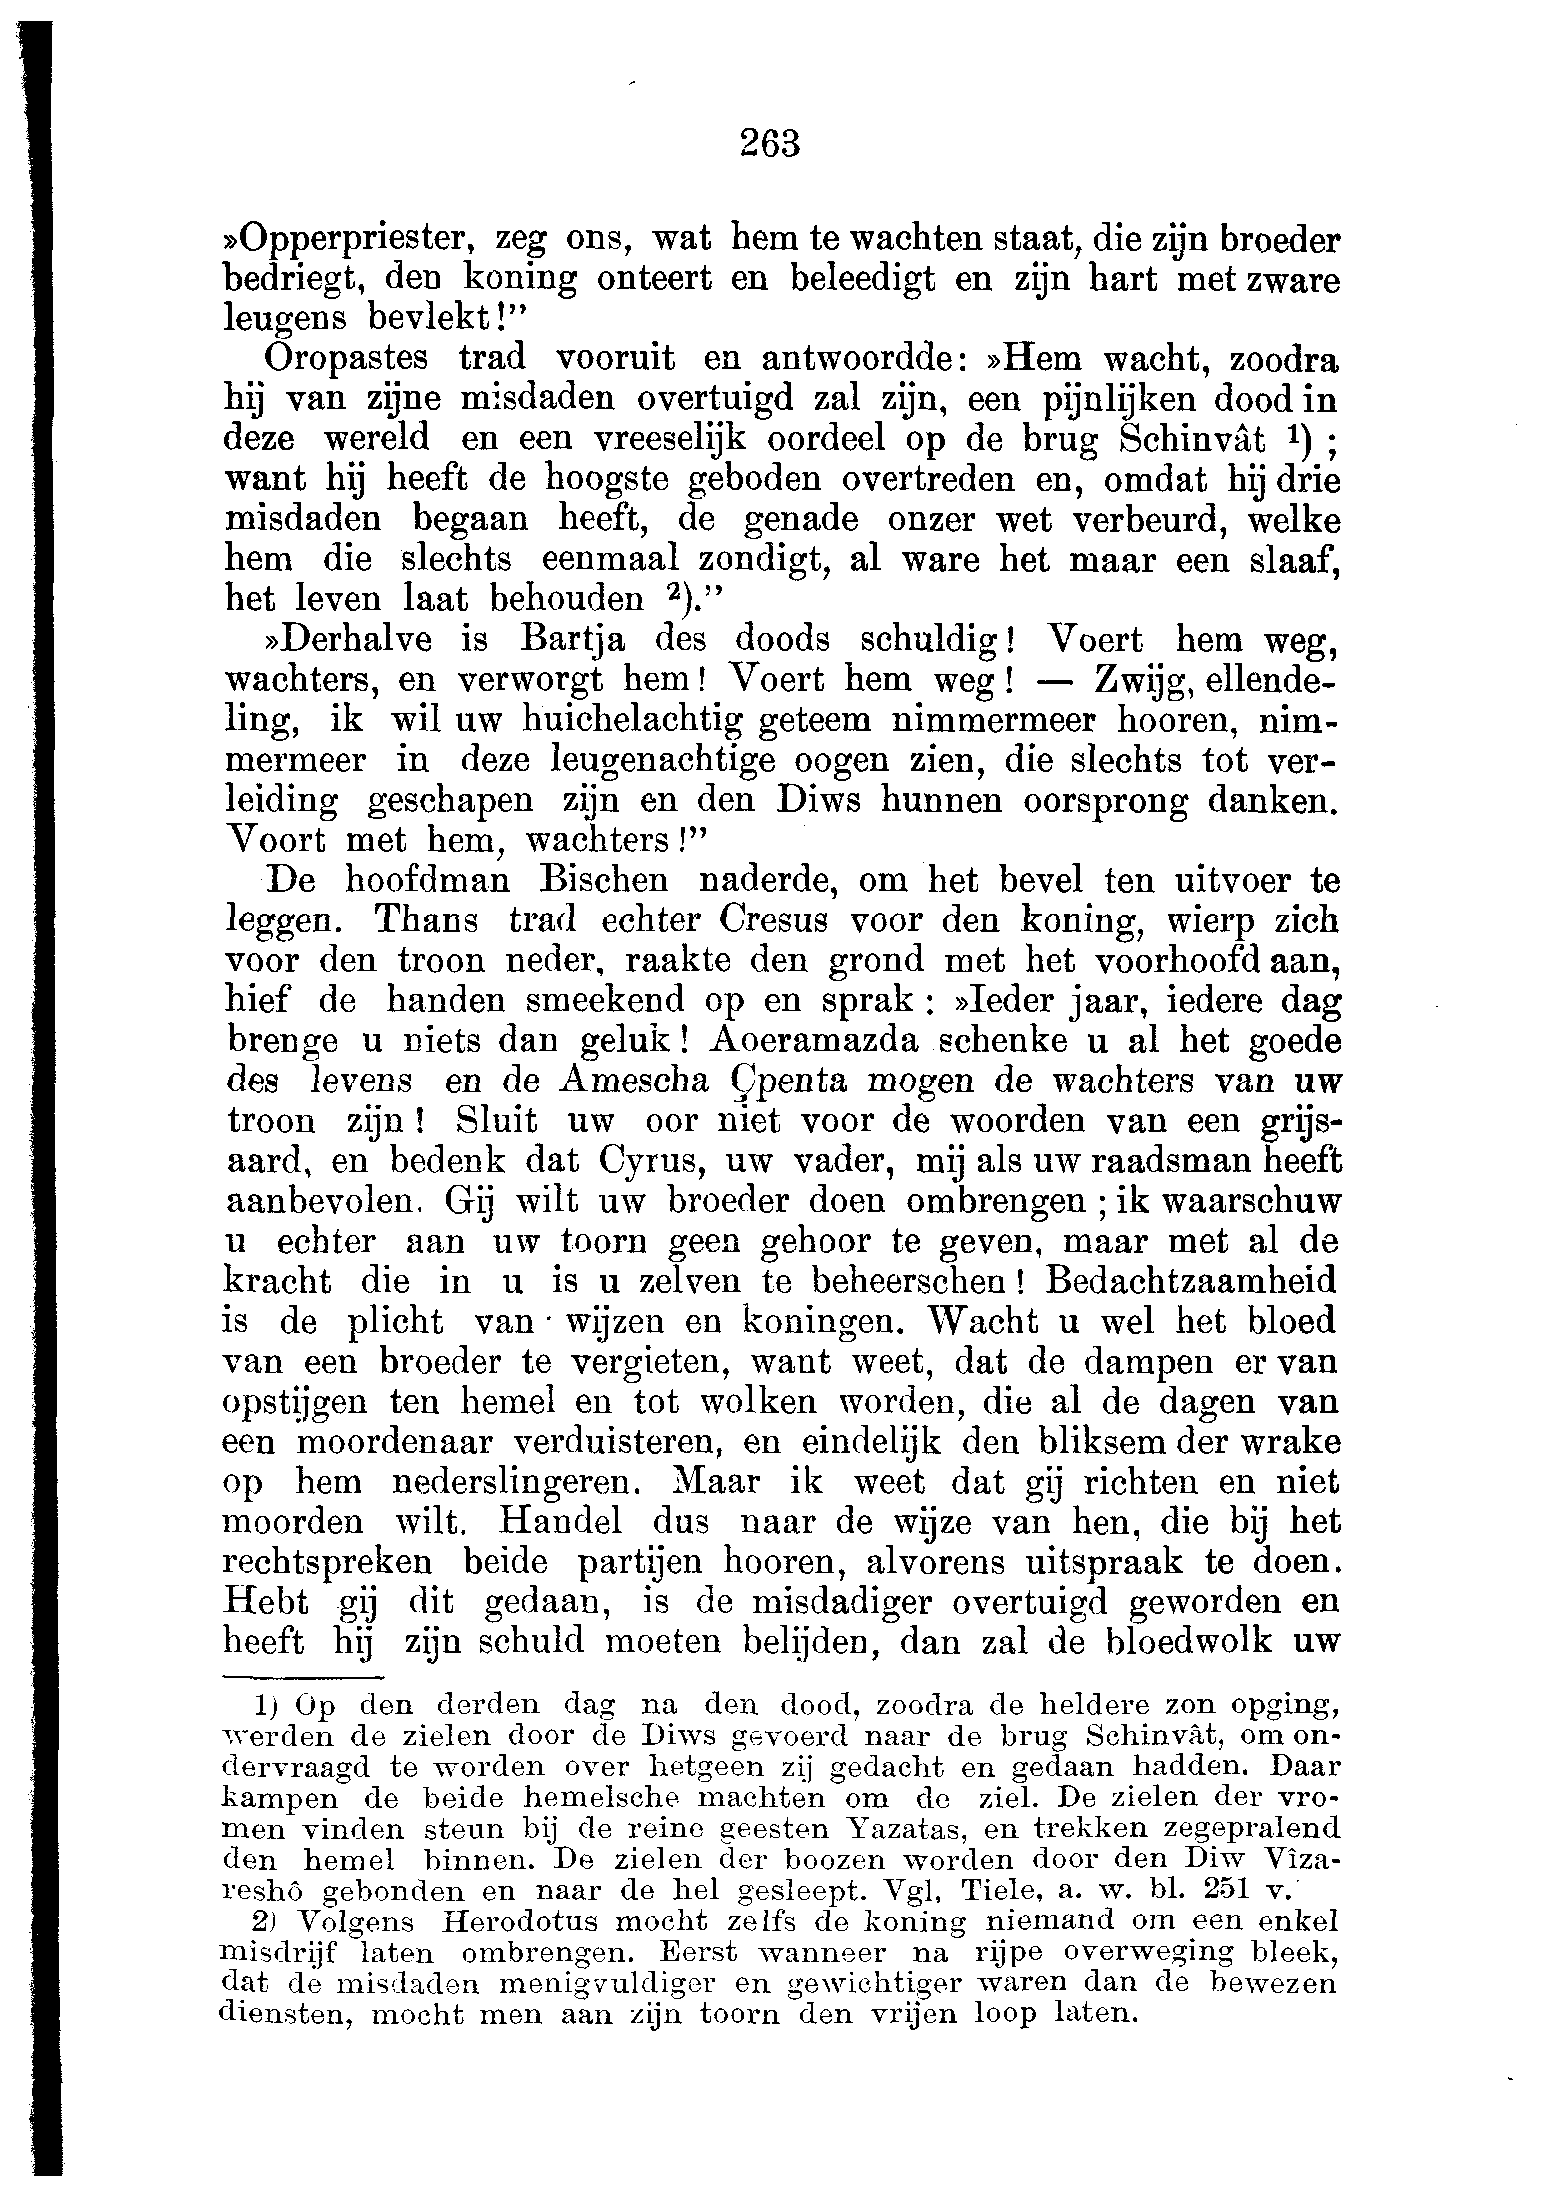 263
»Opperpriester, zeg ons, wat hem te wachten staat, die zijn broeder
bedriegt, den koning onteert en beleedigt en zijn hart met zware
leugens bevlekt!”
Oropastes trad vooruit en antwoordde: »Hem wacht, zoodra
hij van zijne misdaden overtuigd zal zijn, een pijnlijken dood in
deze wereld en een vreeselijk oordeel op de brug Schinvât ¹) ;
want hij heeft de hoogste geboden overtreden en, omdat hij drie
misdaden begaan heeft, de genade onzer wet verbeurd, welke
hem die slechts eenmaal zondigt, al ware het maar een slaaf,
het leven laat behouden ²).”
»Derhalve is Bartja des doods schuldig! Voert hem weg,
wachters, en verworgt hem! Voert hem weg! — Zwijg, ellende-
ling, ik wil uw huichelachtig geteem nimmermeer hooren, nim-
mermeer in deze leugenachtige oogen zien, die slechts tot ver-
leiding geschapen zijn en den Diws hunnen oorsprong danken.
Voort met hem, wachters!”
De hoofdman Bischen naderde, om het bevel ten uitvoer te
leggen. Thans trad echter Cresus voor den koning, wierp zich
voor den troon neder, raakte den grond met het voorhoofd aan,
hief de handen smeekend op en sprak: »Ieder jaar, iedere dag
brenge u niets dan geluk! Aoeramazda schenke u al het goede
des levens en de Amescha Çpenta mogen de wachters van uw
troon zijn! Sluit uw oor niet voor de woorden van een grijs-
aard, en bedenk dat Cyrus, uw vader, mij als uw raadsman heeft
aanbevolen. Gij wilt uw broeder doen ombrengen; ik waarschuw
u echter aan uw toorn geen gehoor te geven, maar met al de
kracht die in u is u zelven te beheerschen! Bedachtzaamheid
is de plicht van wijzen en koningen. Wacht u wel het bloed
van een broeder te vergieten, want weet, dat de dampen er van
opstijgen ten hemel en tot wolken worden, die al de dagen van
een moordenaar verduisteren, en eindelijk den bliksem der wrake
op hem nederslingeren. Maar ik weet dat gij richten en niet
moorden wilt. Handel dus naar de wijze van hen, die bij het
rechtspreken beide partijen hooren, alvorens uitspraak te doen.
Hebt gij dit gedaan, is de misdadiger overtuigd geworden en
heeft hij zijn schuld moeten belijden, dan zal de bloedwolk uw
1) Op den derden dag na den dood, zoodra de heldere zon opging,
werden de zielen door de Diws gevoerd naar de brug Schinvât, om on-
dervraagd te worden over hetgeen zij gedacht en gedaan hadden. Daar
kampen de beide hemelsche machten om de ziel. De zielen der vro-
men vinden steun bij de reine geesten Yazatas, en trekken zegepralend
den hemel binnen. De zielen der boozen worden door den Diw Vîza-
reshô gebonden en naar de hel gesleept. Vgl, Tiele, a. w. bl. 251 v.
2) Volgens Herodotus mocht zelfs de koning niemand om een enkel
misdrijf laten ombrengen. Eerst wanneer na rijpe overweging bleek,
dat de misdaden menigvuldiger en gewichtiger waren dan de bewezen
diensten, mocht men aan zijn toorn den vrijen loop laten.